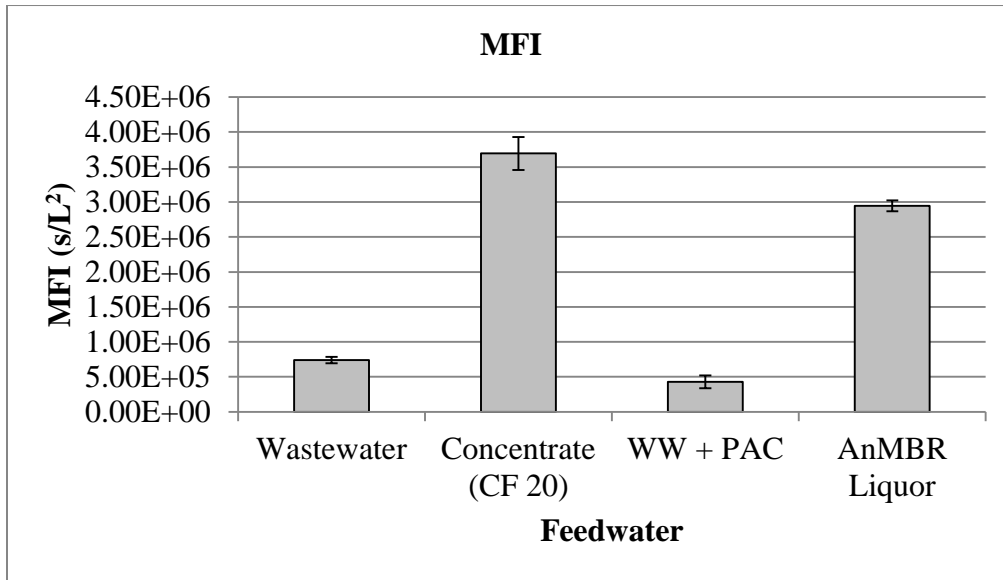 MFI
MFI (s/L²)
4.50E+06
4.00E+06
3.50E+06
3.00E+06
2.50E+06
2.00E+06
1.50E+06
1.00E+06
5.00E+05
0.00E+00
Wastewater
Concentrate
(CF 20)
WW + PAC
AnMBR
Liquor
Feedwater